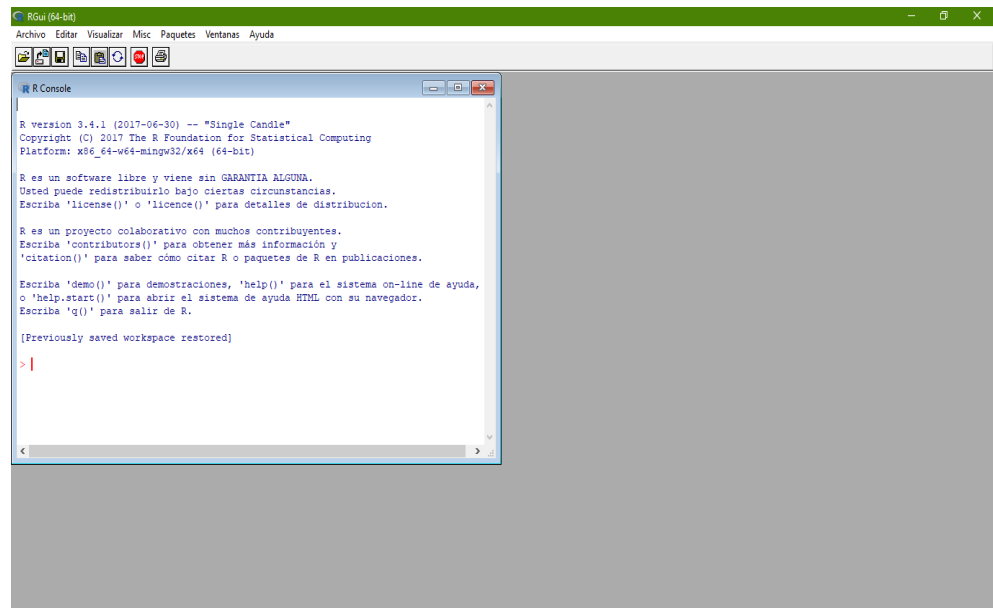 RGui (64-bit)
Archivo Editar Visualizar Misc Paquetes Ventanas Ayuda
STOP
R Console
R version 3.4.1 (2017-06-30) -- "Single Candle"
Copyright (C) 2017 The R Foundation for Statistical Computing
Platform: x86_64-w64-mingw32/x64 (64-bit)
R es un software libre y viene sin GARANTIA ALGUNA.
Usted puede redistribuirlo bajo ciertas circunstancias.
Escriba 'license()' o 'licence()' para detalles de distribucion.
R es un proyecto colaborativo con muchos contribuyentes.
Escriba 'contributors()' para obtener más información y
'citation()' para saber cómo citar R o paquetes de R en publicaciones.
Escriba 'demo()' para demostraciones, 'help()' para el sistema on-line de ayuda,
o 'help.start()' para abrir el sistema de ayuda HTML con su navegador.
Escriba 'q()' para salir de R.
[Previously saved workspace restored]
>